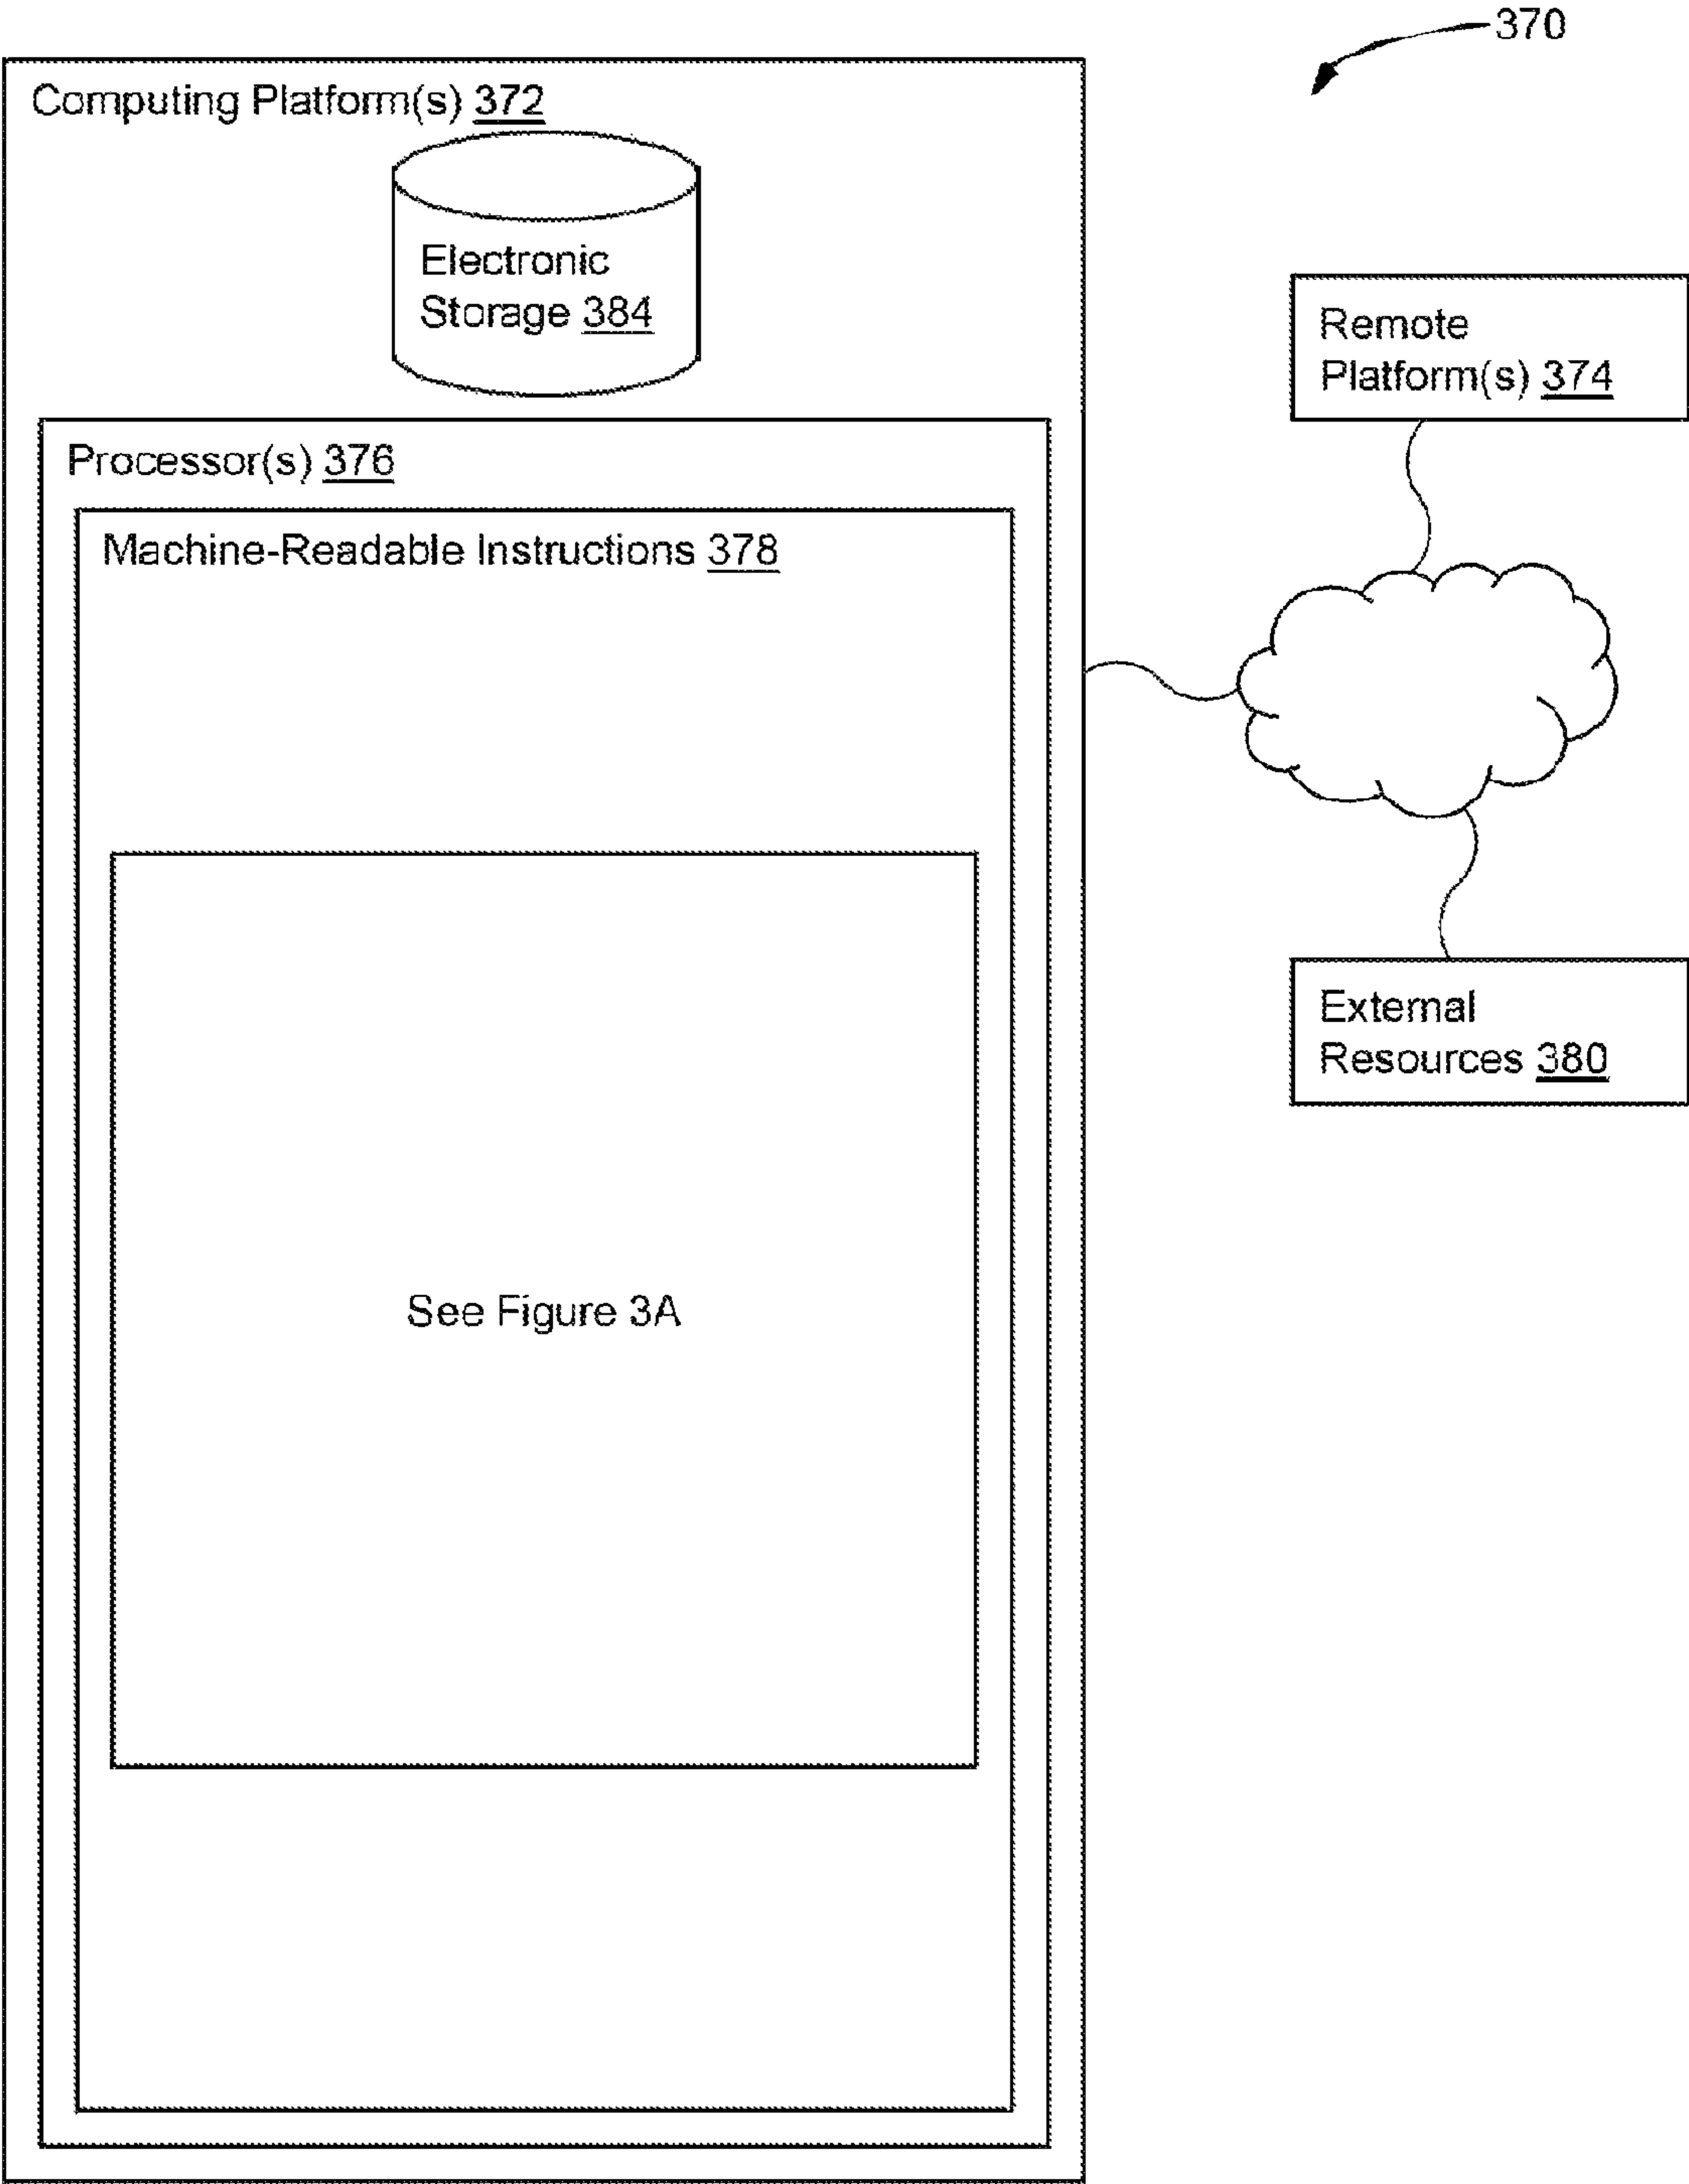 370
Computing Platform(s) 372
Electronic
Storage 384
Remote
Platform(s) 374
Processor(s) 376
Machine-Readable Instructions 378
External
Resources 380
See Figure 3A